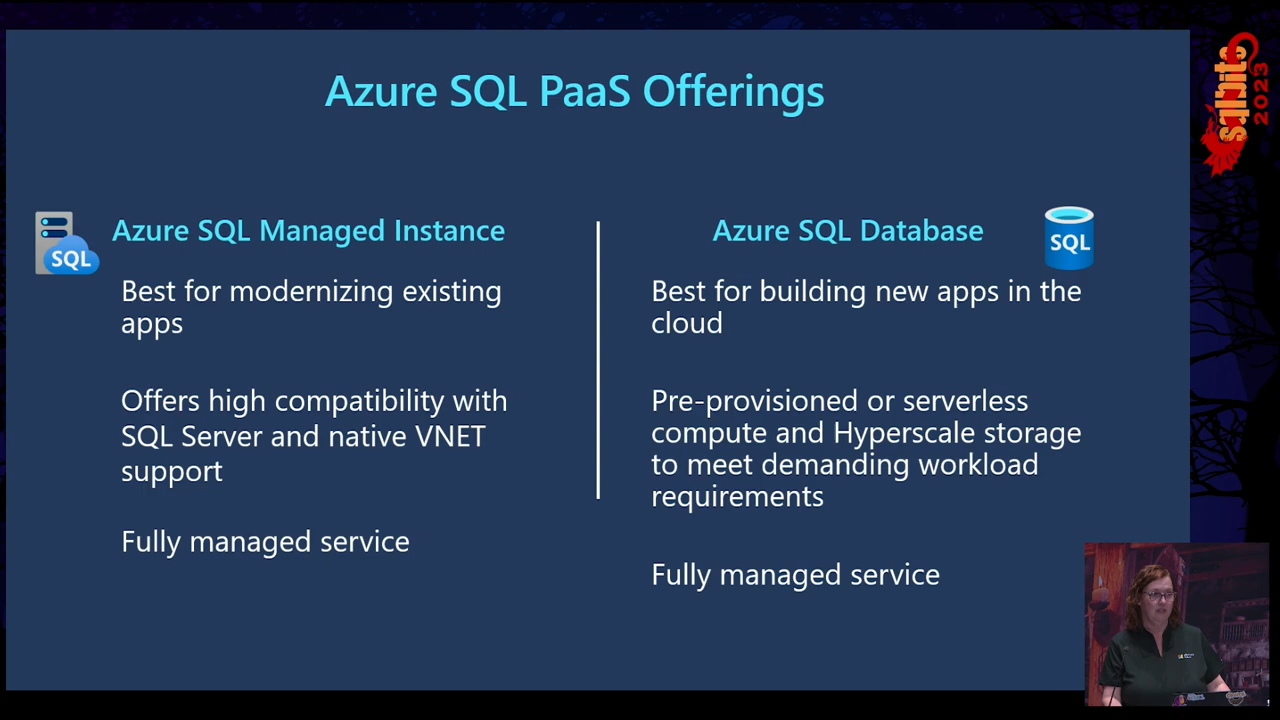 Azure SQL PaaS Offerings
sqlbits
2023
Azure SQL Managed Instance
SQL
Best for modernizing existing
apps
Offers high compatibility with
SQL Server and native VNET
support
Fully managed service
Azure SQL Database
SQL
Best for building new apps in the
cloud
Pre-provisioned or serverless
compute and Hyperscale storage
to meet demanding workload
requirements
Fully managed service